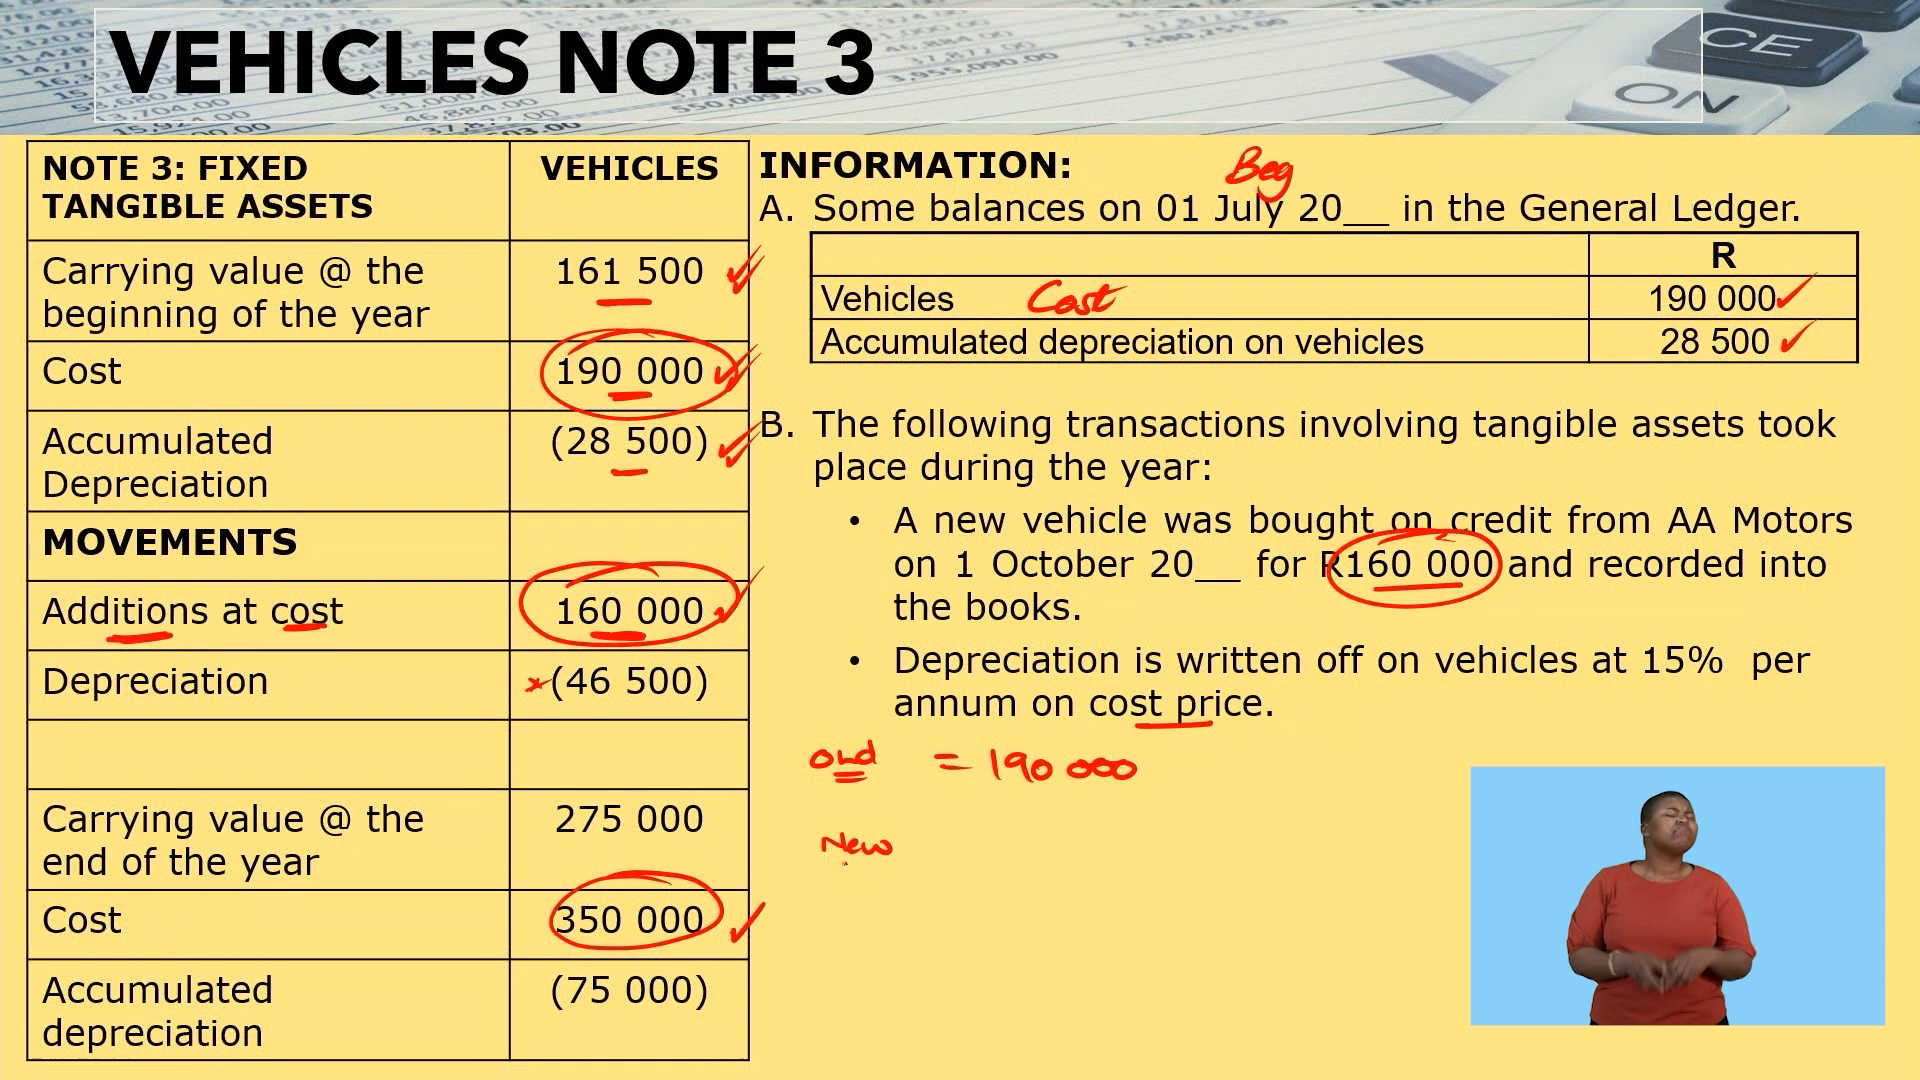 VEHICLES NOTE 3
CE
ON
NOTE 3: FIXED
TANGIBLE ASSETS
VEHICLES
Carrying value @ the
beginning of the year
161 500
Cost
190 000
Accumulated
Depreciation
(28 500)
MOVEMENTS
Additions at cost
160 000
Depreciation
(46 500)
Carrying value @ the
end of the year
275 000
Cost
350 000
Accumulated
depreciation
(75 000)
INFORMATION:
Beg
A. Some balances on 01 July 20__ in the General Ledger.
R
Vehicles Cost 190 000
Accumulated depreciation on vehicles 28 500
B. The following transactions involving tangible assets took
place during the year:
• A new vehicle was bought on credit from AA Motors
on 1 October 20__ for R160 000 and recorded into
the books.
• Depreciation is written off on vehicles at 15% per
annum on cost price.
OLd = 190 000
New